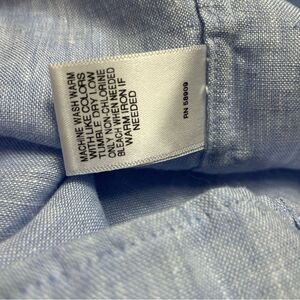 MACHINE WASH WARM
WITH LIKE COLORS
TUMBLE DRY LOW
ONLY NON-CHLORINE
BLEACH WHEN NEEDED
WARM IRON IF
NEEDED
RN 58909